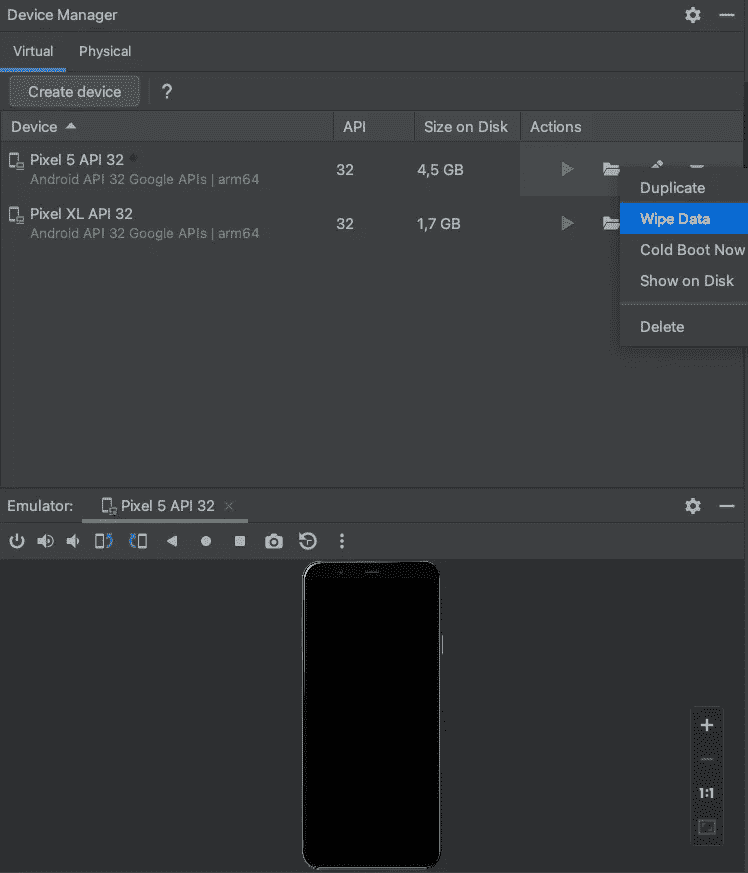 Device Manager
Virtual Physical
Create device ?
Device API Size on Disk Actions
Pixel 5 API 32
Android API 32 Google APIs | arm64
32 4,5 GB
Duplicate
Pixel XL API 32
Android API 32 Google APIs | arm64
32 1,7 GB
Wipe Data
Cold Boot Now
Show on Disk
Delete
Emulator: Pixel 5 API 32
1:1